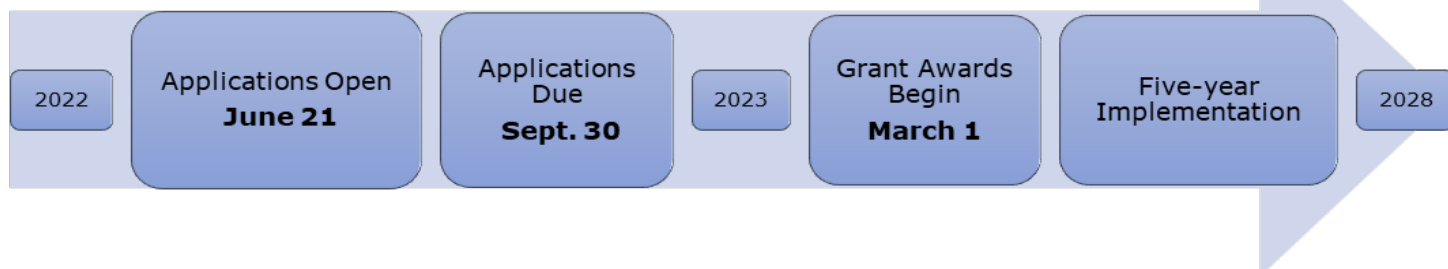 2022
Applications Open
June 21
Applications
Due
Sept. 30
2023
Grant Awards
Begin
March 1
Five-year
Implementation
2028